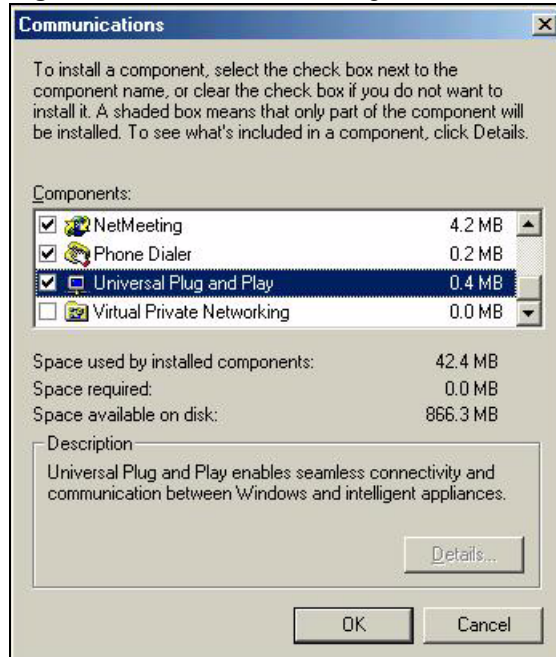 Communications
To install a component, select the check box next to the
component name, or clear the check box if you do not want to
install it. A shaded box means that only part of the component will
be installed. To see what's included in a component, click Details.
Components:
NetMeeting 4.2 MB
Phone Dialer 0.2 MB
Universal Plug and Play 0.4 MB
Virtual Private Networking 0.0 MB
Space used by installed components: 42.4 MB
Space required: 0.0 MB
Space available on disk: 866.3 MB
Description
Universal Plug and Play enables seamless connectivity and
communication between Windows and intelligent appliances.
Details...
OK Cancel